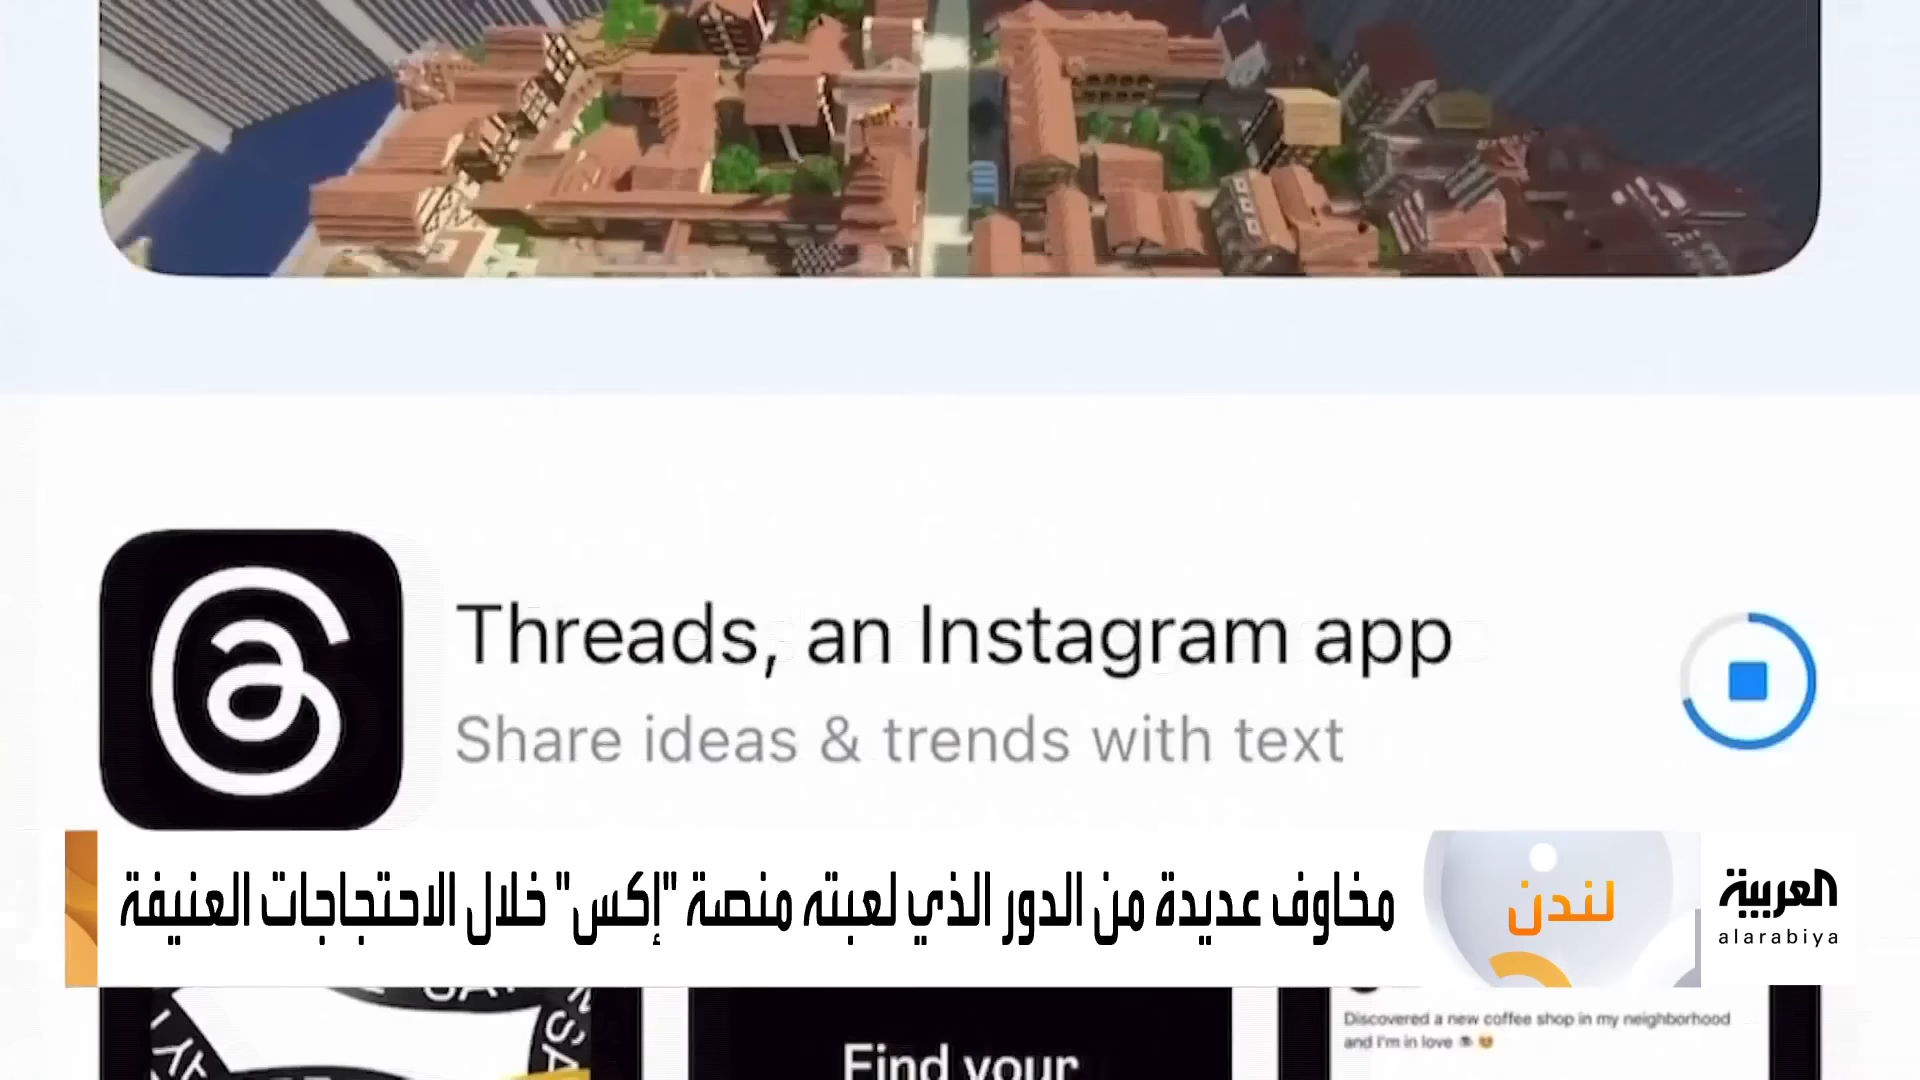 Threads, an Instagram app
Share ideas & trends with text
مخاوف عديدة من الدور الذي لعبته منصة "إكس" خلال الاحتجاجات العنيفة
لندن
العربية
alarabiya
Find your
Discovered a new coffee shop in my neighborhood
and I'm in love